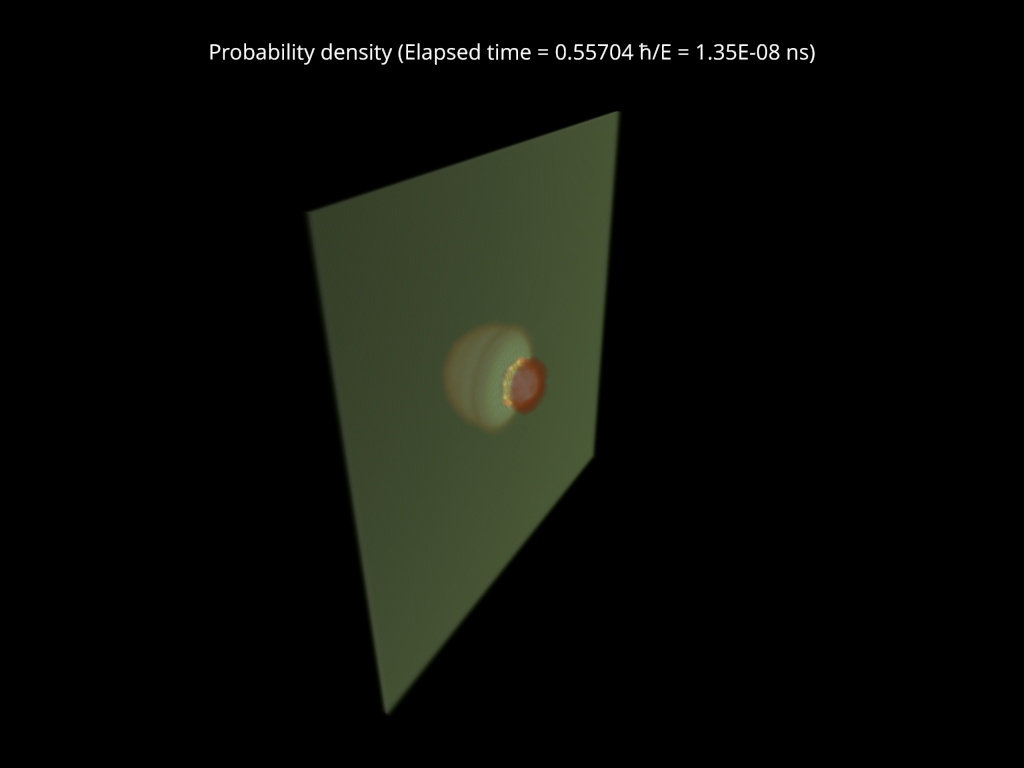 Probability density (Elapsed time = 0.55704 ħ/E = 1.35E-08 ns)